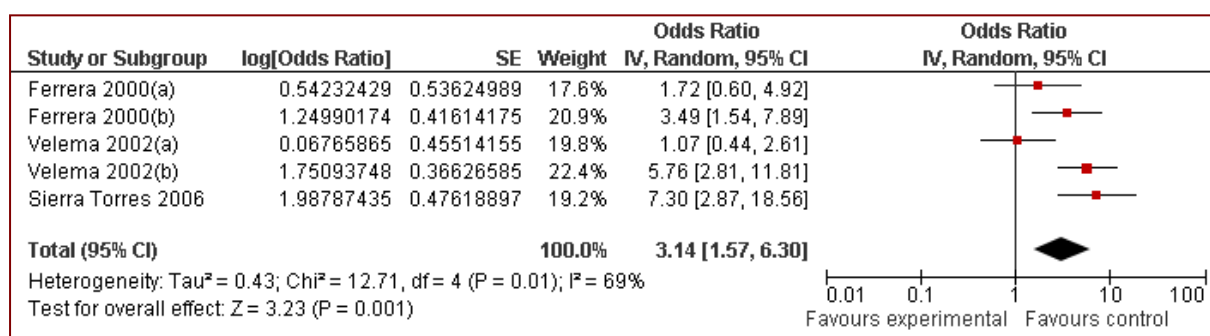 Odds Ratio Odds Ratio
Study or Subgroup log[Odds Ratio] SE Weight IV, Random, 95% CI IV, Random, 95% CI
Ferrera 2000(a) 0.54232429 0.53624989 17.6% 1.72 [0.60, 4.92]
Ferrera 2000(b) 1.24990174 0.41614175 20.9% 3.49 [1.54, 7.89]
Velema 2002(a) 0.06765865 0.45514155 19.8% 1.07 [0.44, 2.61]
Velema 2002(b) 1.75093748 0.36626585 22.4% 5.76 [2.81, 11.81]
Sierra Torres 2006 1.98787435 0.47618897 19.2% 7.30 [2.87, 18.56]
Total (95% CI) 100.0% 3.14 [1.57, 6.30]
Heterogeneity: Tau² = 0.43; Chi² = 12.71, df = 4 (P = 0.01); I² = 69%
Test for overall effect: Z = 3.23 (P = 0.001)
0.01 0.1 1 10 100
Favours experimental Favours control